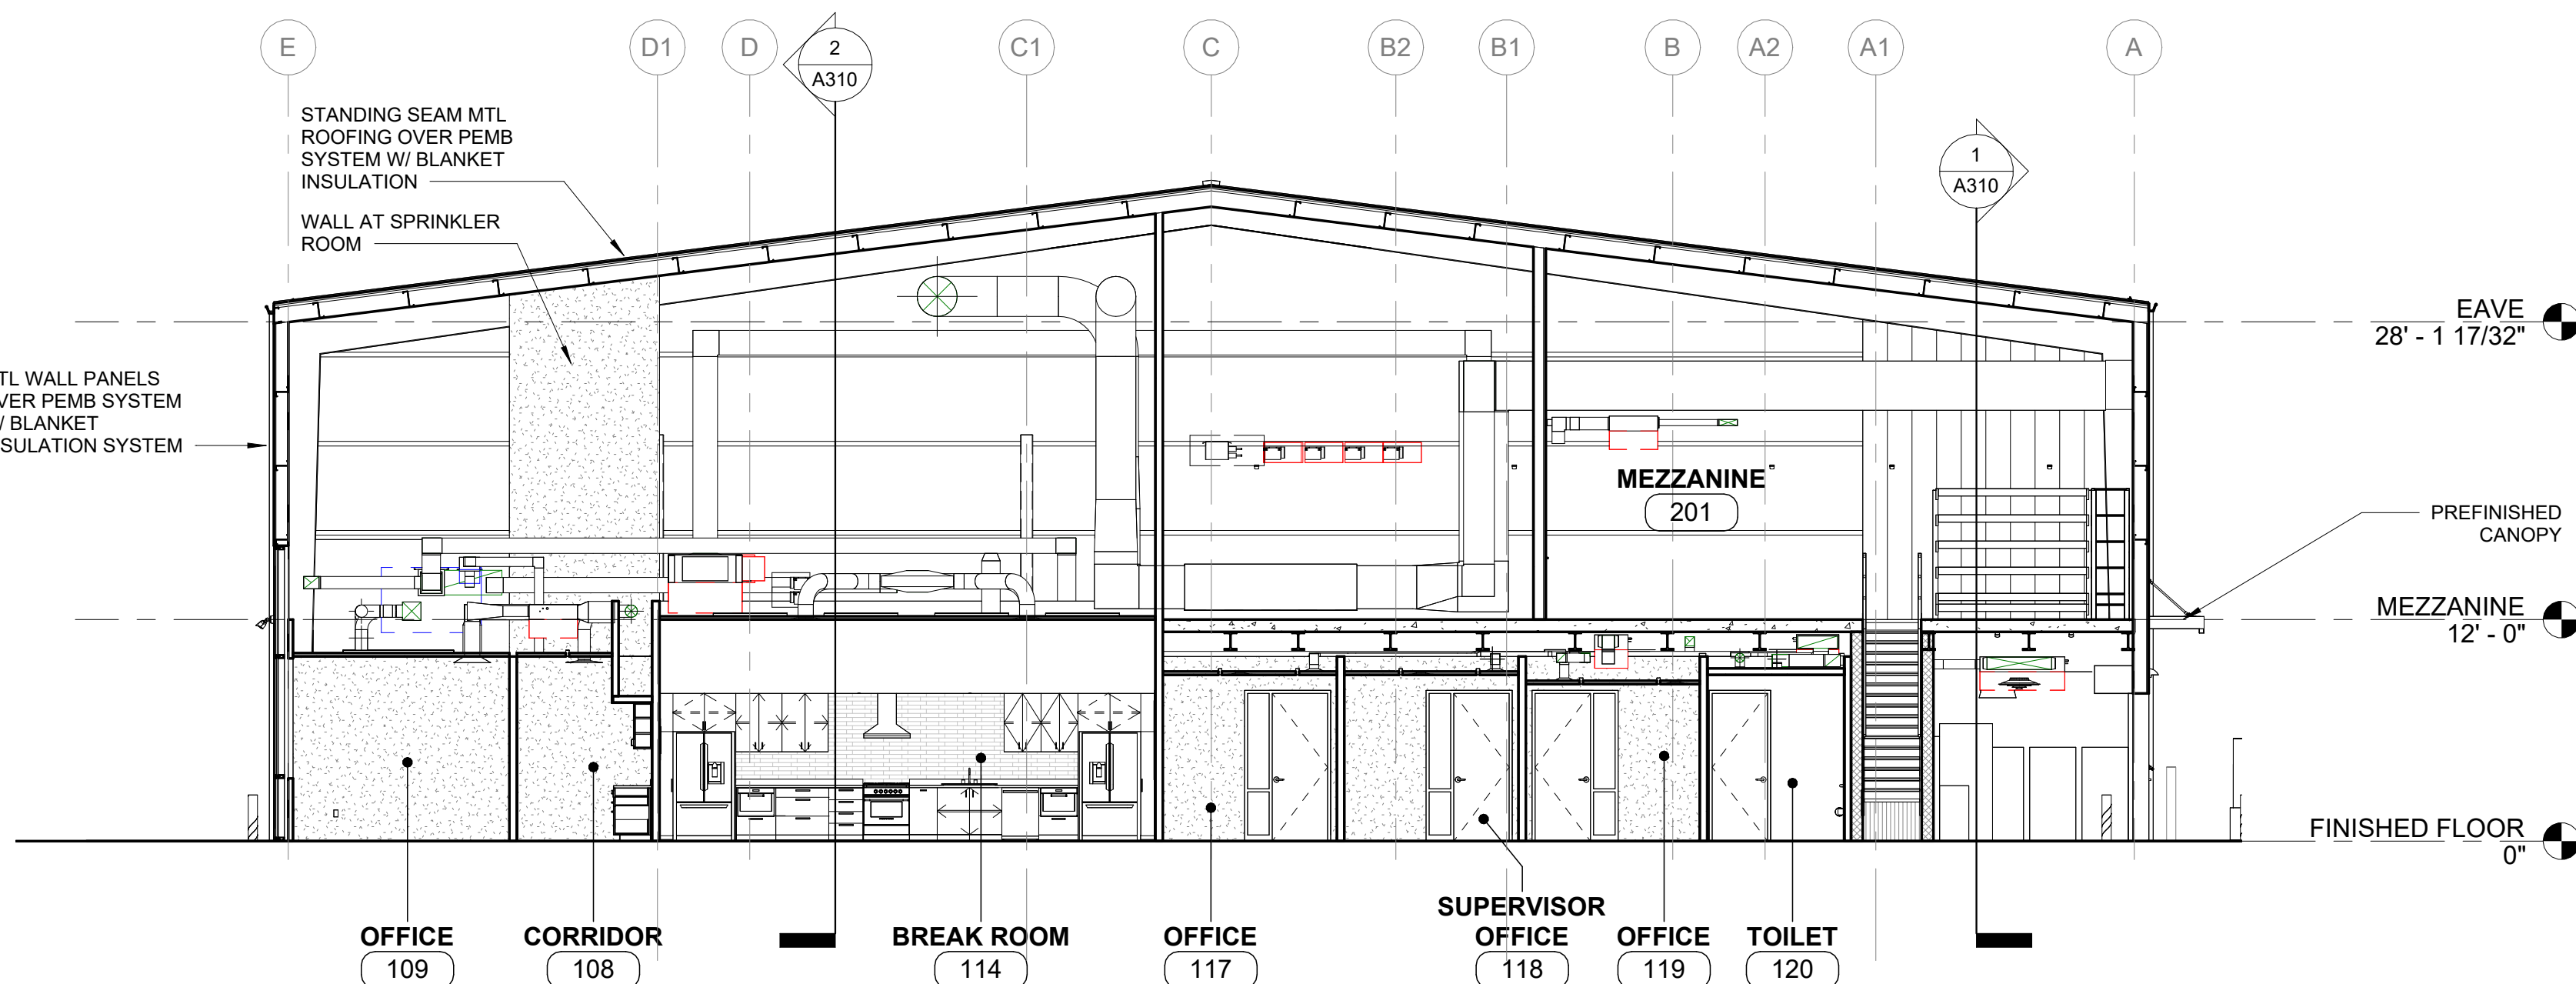 E
D1
D
2
A310
C1
C
B2
B1
B
A2
A1
A
1
A310
STANDING SEAM MTL
ROOFING OVER PEMB
SYSTEM W/ BLANKET
INSULATION
WALL AT SPRINKLER
ROOM
TL WALL PANELS
VER PEMB SYSTEM
/ BLANKET
SULATION SYSTEM
EAVE
28' - 1 17/32"
MEZZANINE
201
PREFINISHED
CANOPY
MEZZANINE
12' - 0"
FINISHED FLOOR
0"
OFFICE
109
CORRIDOR
108
BREAK ROOM
114
OFFICE
117
SUPERVISOR
OFFICE
118
OFFICE
119
TOILET
120